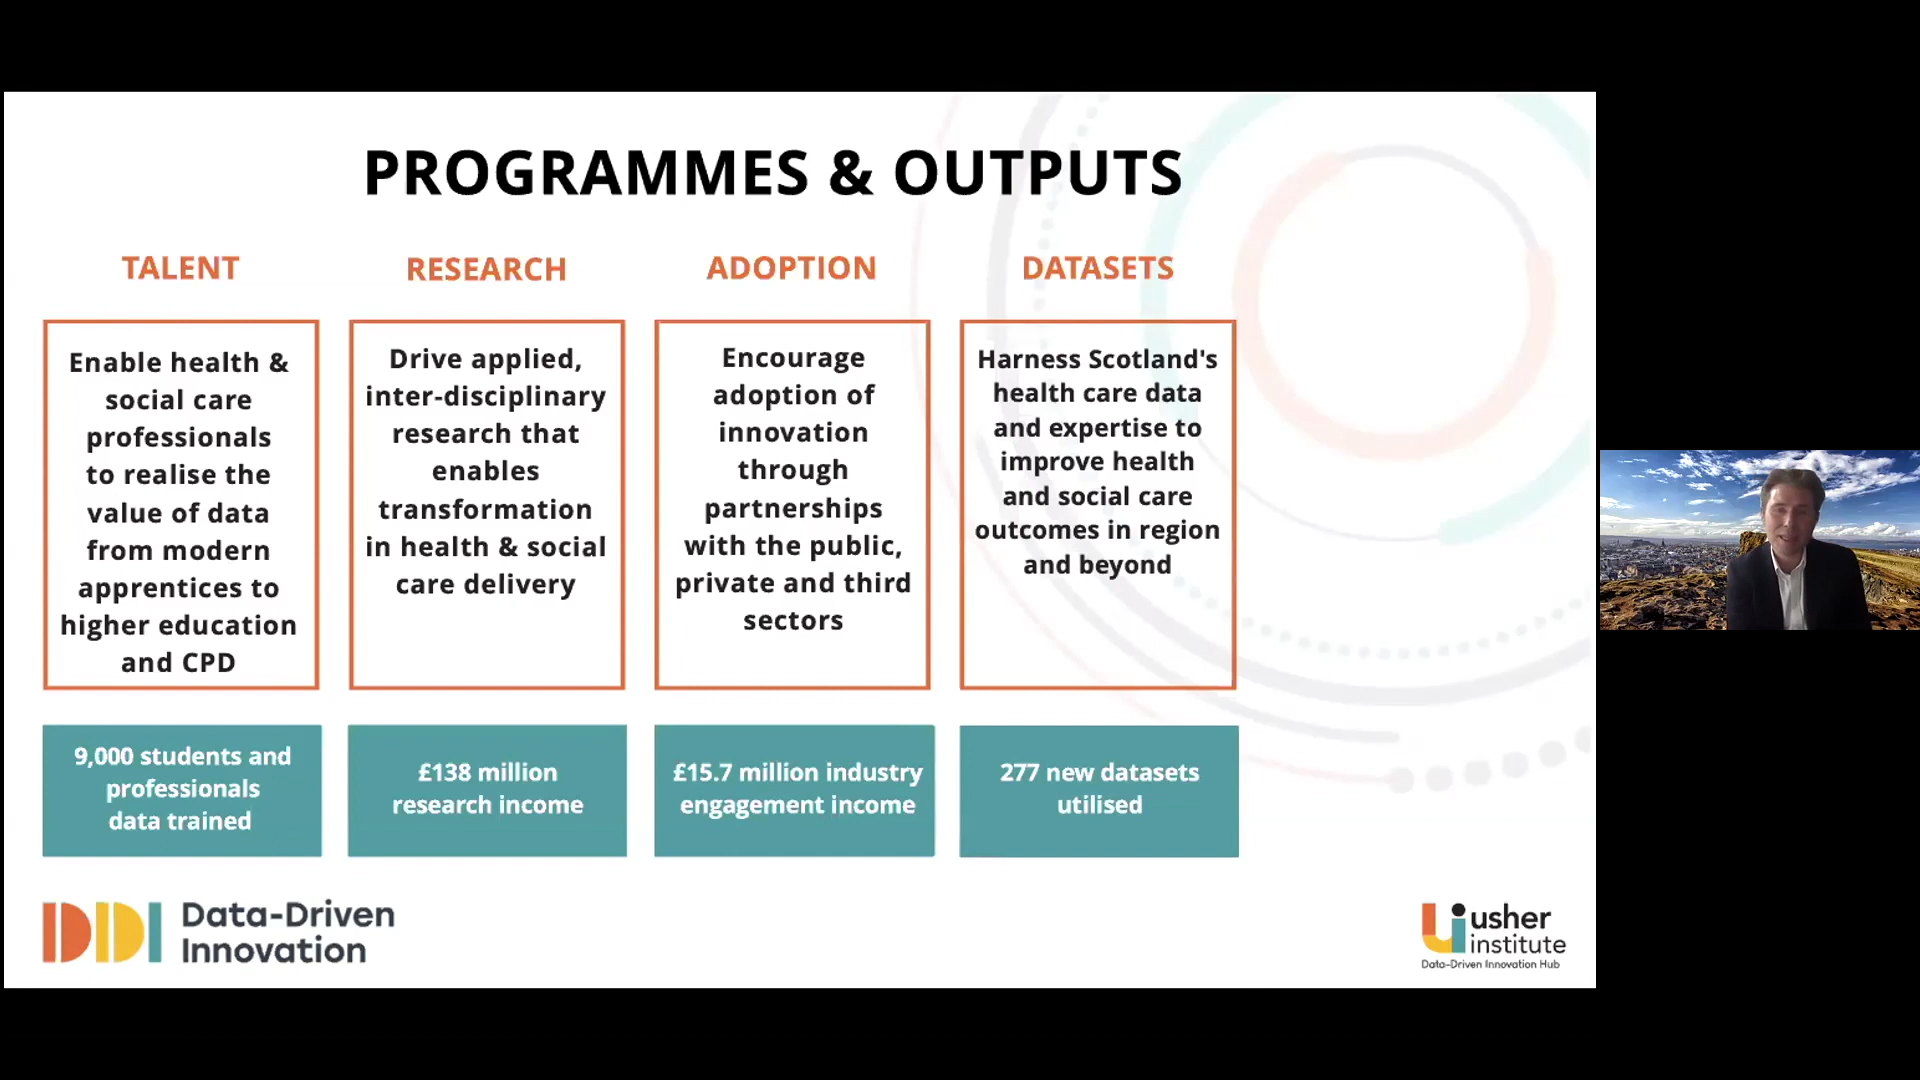 PROGRAMMES & OUTPUTS
TALENT
Enable health &
social care
professionals
to realise the
value of data
from modern
apprentices to
higher education
and CPD
9,000 students and
professionals
data trained
RESEARCH
Drive applied,
inter-disciplinary
research that
enables
transformation
in health & social
care delivery
£138 million
research income
ADOPTION
Encourage
adoption of
innovation
through
partnerships
with the public,
private and third
sectors
£15.7 million industry
engagement income
DATASETS
Harness Scotland's
health care data
and expertise to
improve health
and social care
outcomes in region
and beyond
277 new datasets
utilised
DDI
Data-Driven
Innovation
usher
institute
Data-Driven Innovation Hub